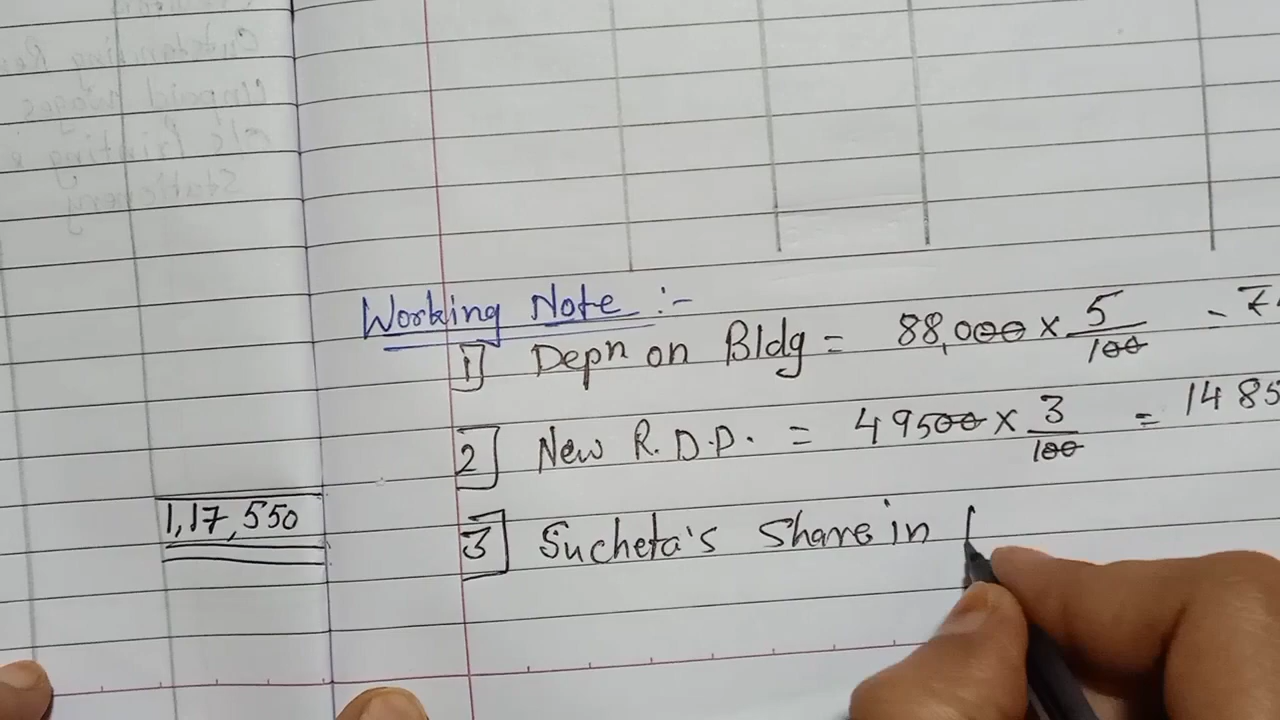 Working Note :-
1] Depn on Bldg = 88,000 × 5/100 =
2] New R.D.D. = 49500 × 3/100 = 1485
1,17,550
3] Sucheta's Share in